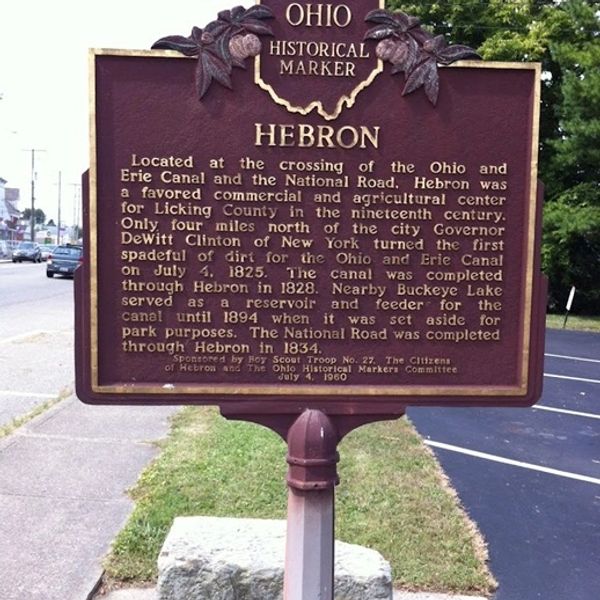 OHIO
HISTORICAL
MARKER
HEBRON
Located at the crossing of the Ohio and
Erie Canal and the National Road, Hebron was
a favored commercial and agricultural center
for Licking County in the nineteenth century.
Only four miles north of the city Governor
DeWitt Clinton of New York turned the first
spadeful of dirt for the Ohio and Erie Canal
on July 4, 1825. The canal was completed
through Hebron in 1828. Nearby Buckeye Lake
served as a reservoir and feeder for the
canal until 1894 when it was set aside for
park purposes. The National Road was completed
through Hebron in 1834.
Sponsored by Boy Scout Troop No. 27, The Citizens
of Hebron and The Ohio Historical Markers Committee
July 4, 1960